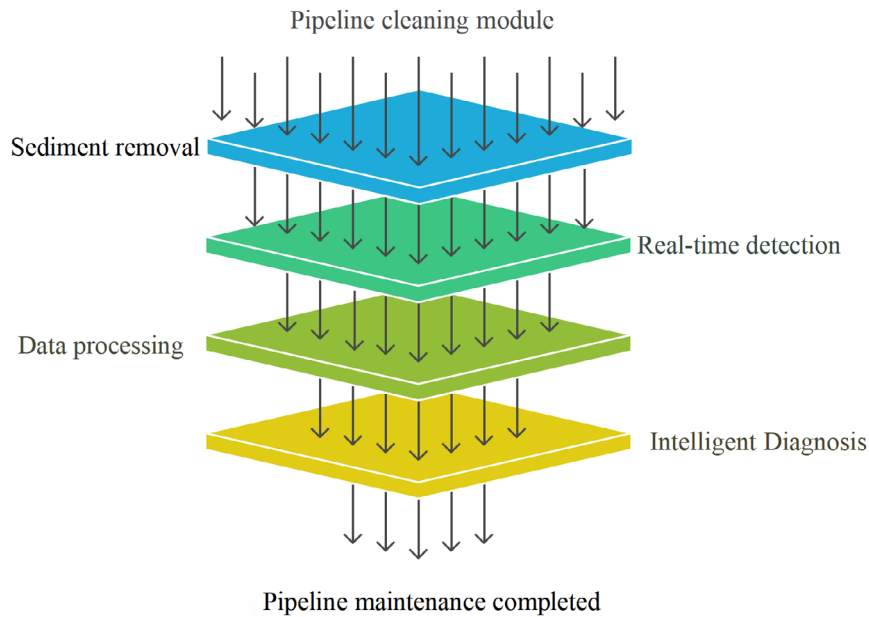 Pipeline cleaning module
Sediment removal
Real-time detection
Data processing
Intelligent Diagnosis
Pipeline maintenance completed